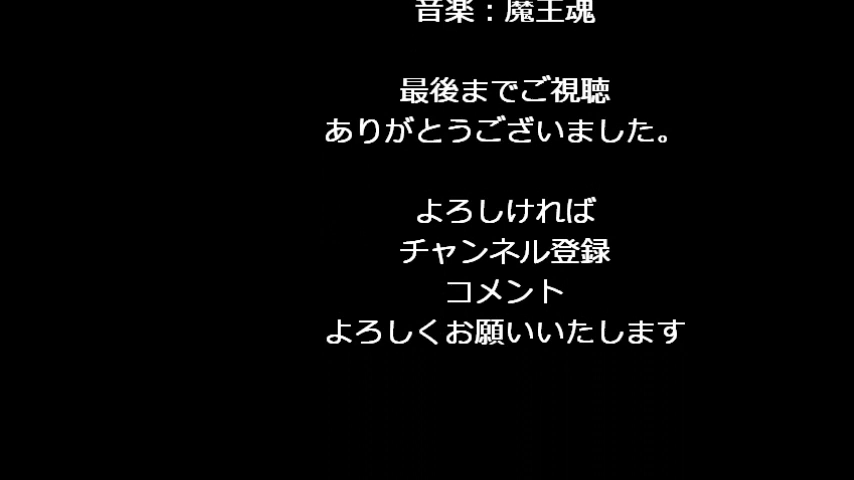 音楽：魔王魂
最後までご視聴
ありがとうございました。
よろしければ
チャンネル登録
コメント
よろしくお願いいたします